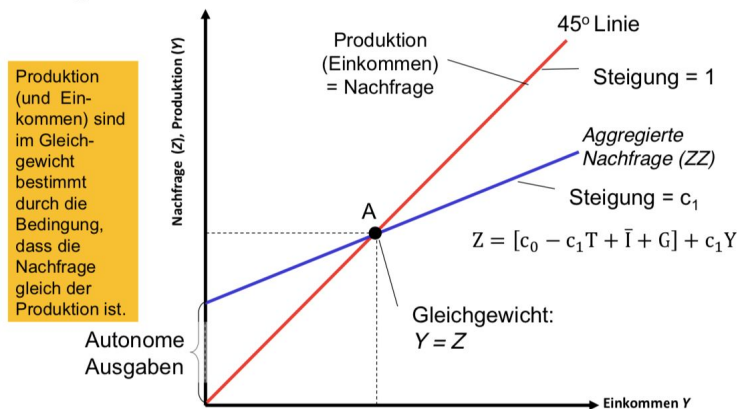 Produktion
(und Ein-
kommen) sind
im Gleich-
gewicht
bestimmt
durch die
Bedingung,
dass die
Nachfrage
gleich der
Produktion ist.
Nachfrage (Z), Produktion (Y)
Produktion
(Einkommen)
= Nachfrage
45º Linie
Steigung = 1
Aggregierte
Nachfrage (ZZ)
Steigung = c₁
A
Z = [c₀ − c₁T + Ī + G] + c₁Y
Gleichgewicht:
Y = Z
Autonome
Ausgaben
Einkommen Y